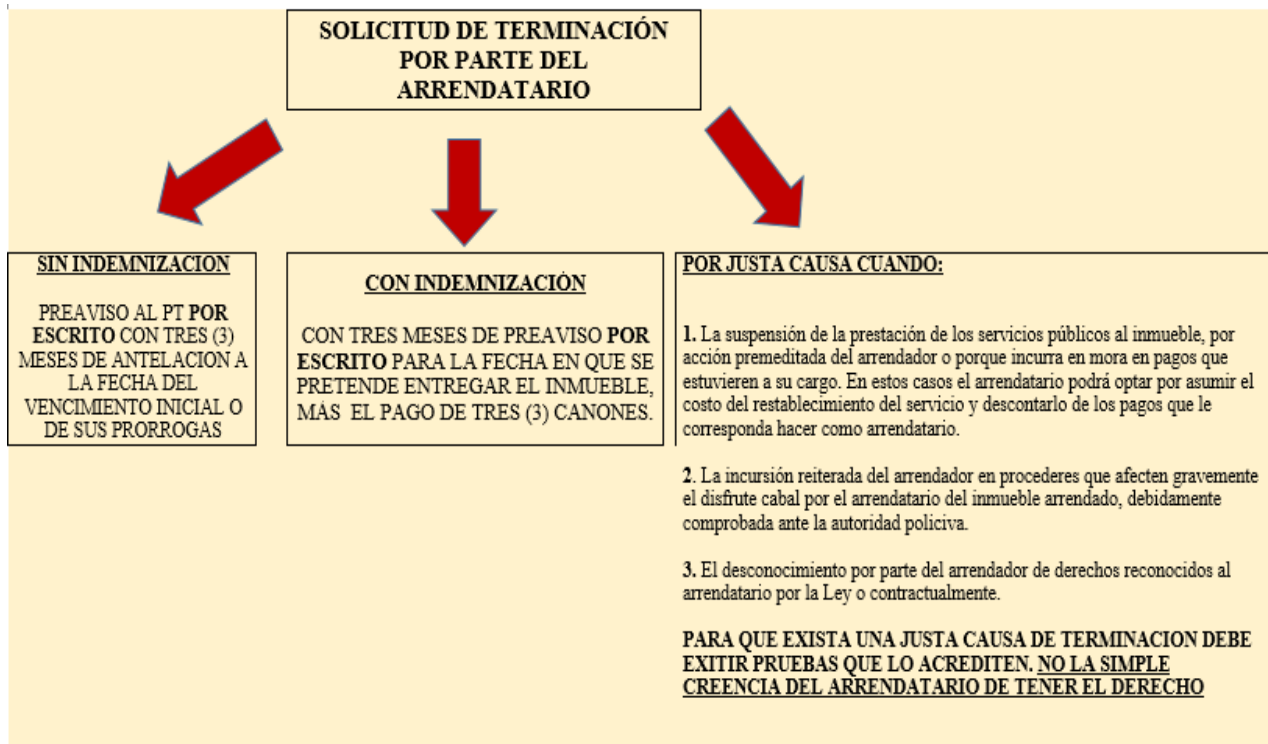 SOLICITUD DE TERMINACIÓN
POR PARTE DEL
ARRENDATARIO
SIN INDEMNIZACION
PREAVISO AL PT POR
ESCRITO CON TRES (3)
MESES DE ANTELACION A
LA FECHA DEL
VENCIMIENTO INICIAL O
DE SUS PRORROGAS
CON INDEMNIZACIÓN
CON TRES MESES DE PREAVISO POR
ESCRITO PARA LA FECHA EN QUE SE
PRETENDE ENTREGAR EL INMUEBLE,
MÁS EL PAGO DE TRES (3) CANONES.
POR JUSTA CAUSA CUANDO:
1. La suspensión de la prestación de los servicios públicos al inmueble, por
acción premeditada del arrendador o porque incurra en mora en pagos que
estuvieren a su cargo. En estos casos el arrendatario podrá optar por asumir el
costo del restablecimiento del servicio y descontarlo de los pagos que le
corresponda hacer como arrendatario.
2. La incursión reiterada del arrendador en procederes que afecten gravemente
el disfrute cabal por el arrendatario del inmueble arrendado, debidamente
comprobada ante la autoridad policiva.
3. El desconocimiento por parte del arrendador de derechos reconocidos al
arrendatario por la Ley o contractualmente.
PARA QUE EXISTA UNA JUSTA CAUSA DE TERMINACION DEBE
EXITIR PRUEBAS QUE LO ACREDITEN. NO LA SIMPLE
CREENCIA DEL ARRENDATARIO DE TENER EL DERECHO